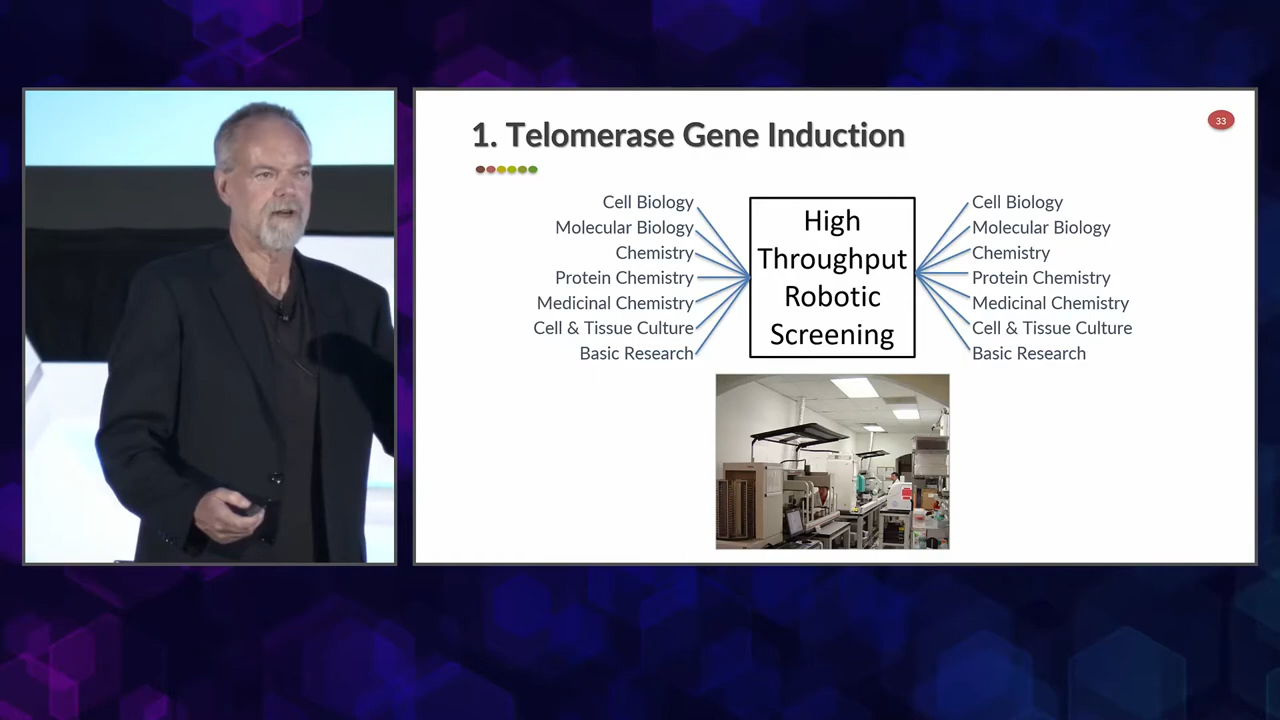 1. Telomerase Gene Induction
33
Cell Biology
Molecular Biology
Chemistry
Protein Chemistry
Medicinal Chemistry
Cell & Tissue Culture
Basic Research
High
Throughput
Robotic
Screening
Cell Biology
Molecular Biology
Chemistry
Protein Chemistry
Medicinal Chemistry
Cell & Tissue Culture
Basic Research